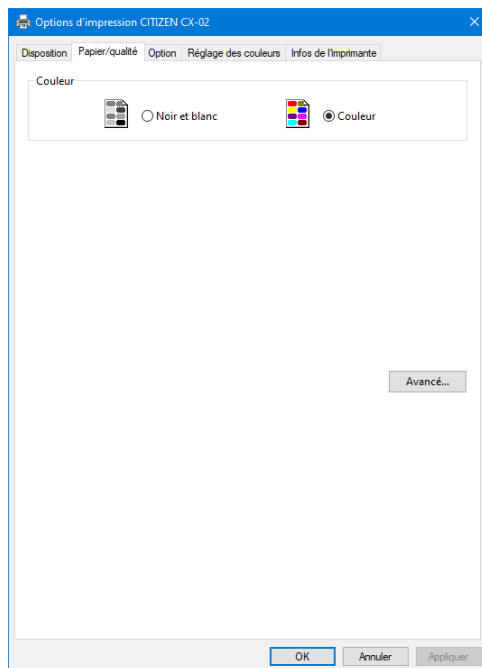 Options d'impression CITIZEN CX-02
Disposition Papier/qualité Option Réglage des couleurs Infos de l'Imprimante
Couleur
Noir et blanc Couleur
Avancé...
OK Annuler Appliquer